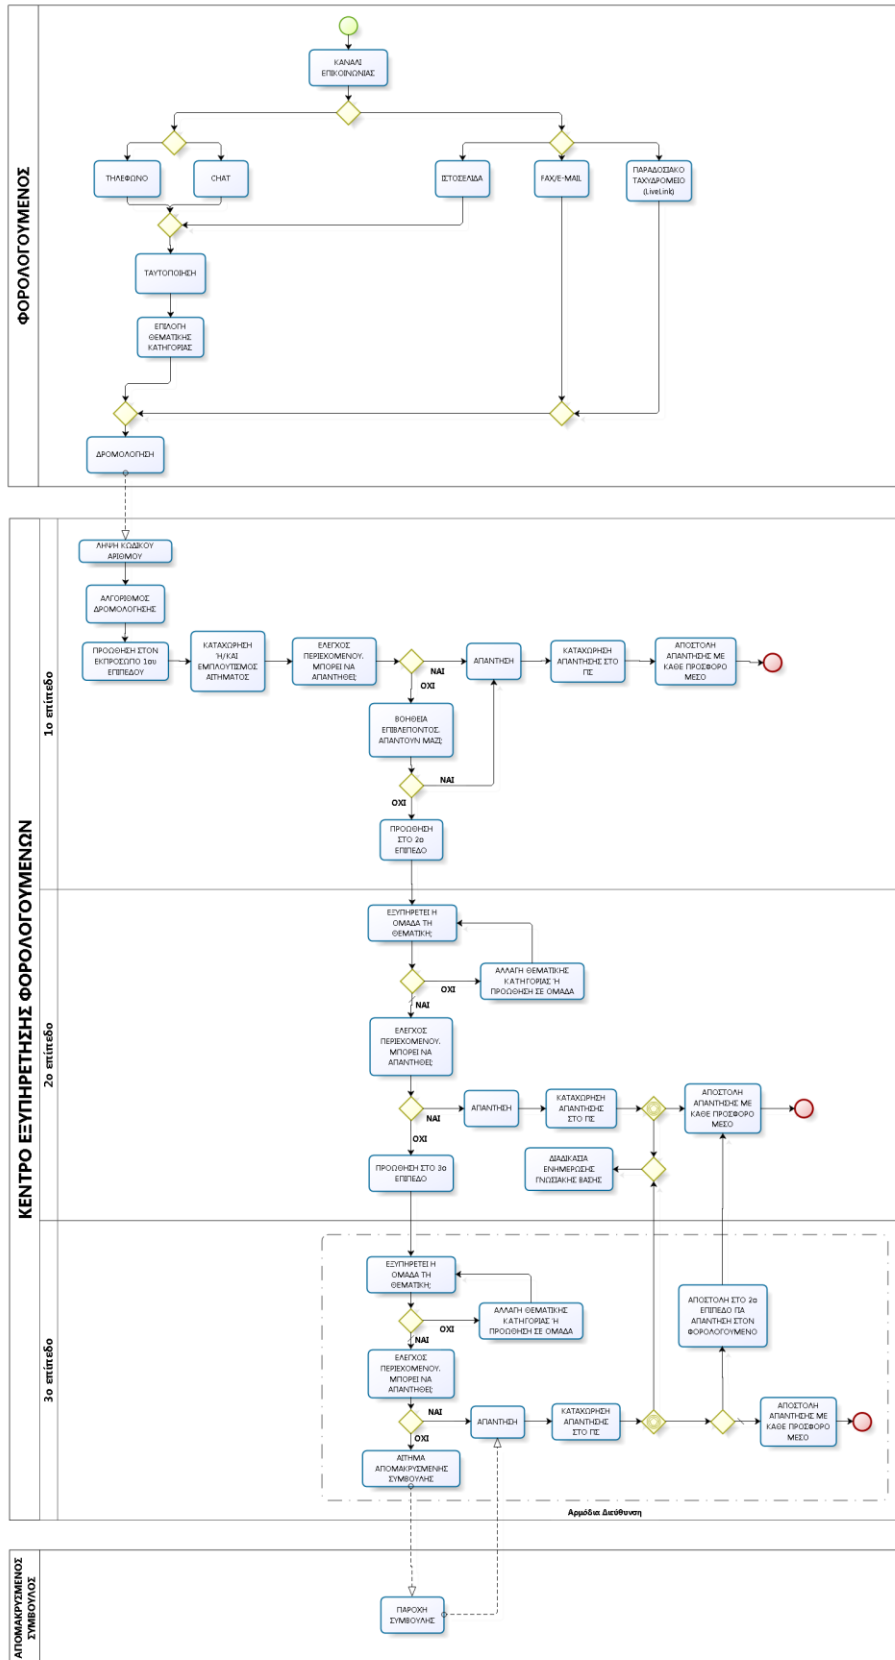 ΦΟΡΟΛΟΓΟΥΜΕΝΟΣ
ΚΑΝΑΛΙ
ΕΠΙΚΟΙΝΩΝΙΑΣ
ΤΗΛΕΦΩΝΟ
CHAT
ΙΣΤΟΣΕΛΙΔΑ
FAX/E-MAIL
ΠΑΡΑΔΟΣΙΑΚΟ
ΤΑΧΥΔΡΟΜΕΙΟ
(LiveLink)
ΤΑΥΤΟΠΟΙΗΣΗ
ΕΠΙΛΟΓΗ
ΘΕΜΑΤΙΚΗΣ
ΚΑΤΗΓΟΡΙΑΣ
ΔΡΟΜΟΛΟΓΗΣΗ
ΚΕΝΤΡΟ ΕΞΥΠΗΡΕΤΗΣΗΣ ΦΟΡΟΛΟΓΟΥΜΕΝΩΝ
1ο επίπεδο
ΛΗΨΗ ΚΩΔΙΚΟΥ
ΑΡΙΘΜΟΥ
ΑΛΓΟΡΙΘΜΟΣ
ΔΡΟΜΟΛΟΓΗΣΗΣ
ΠΡΟΩΘΗΣΗ ΣΤΟΝ
ΕΚΠΡΟΣΩΠΟ 1ου
ΕΠΙΠΕΔΟΥ
ΚΑΤΑΧΩΡΗΣΗ
Ή/ΚΑΙ
ΕΜΠΛΟΥΤΙΣΜΟΣ
ΑΙΤΗΜΑΤΟΣ
ΕΛΕΓΧΟΣ
ΠΕΡΙΕΧΟΜΕΝΟΥ.
ΜΠΟΡΕΙ ΝΑ
ΑΠΑΝΤΗΘΕΙ;
ΝΑΙ
ΟΧΙ
ΑΠΑΝΤΗΣΗ
ΚΑΤΑΧΩΡΗΣΗ
ΑΠΑΝΤΗΣΗΣ ΣΤΟ
ΠΣ
ΑΠΟΣΤΟΛΗ
ΑΠΑΝΤΗΣΗΣ ΜΕ
ΚΑΘΕ ΠΡΟΣΦΟΡΟ
ΜΕΣΟ
ΒΟΗΘΕΙΑ
ΕΠΙΒΛΕΠΟΝΤΟΣ.
ΑΠΑΝΤΟΥΝ ΜΑΖΙ;
ΝΑΙ
ΟΧΙ
ΠΡΟΩΘΗΣΗ
ΣΤΟ 2ο
ΕΠΙΠΕΔΟ
2ο επίπεδο
ΕΞΥΠΗΡΕΤΕΙ Η
ΟΜΑΔΑ ΤΗ
ΘΕΜΑΤΙΚΗ;
ΟΧΙ
ΝΑΙ
ΑΛΛΑΓΗ ΘΕΜΑΤΙΚΗΣ
ΚΑΤΗΓΟΡΙΑΣ Ή
ΠΡΟΩΘΗΣΗ ΣΕ ΟΜΑΔΑ
ΕΛΕΓΧΟΣ
ΠΕΡΙΕΧΟΜΕΝΟΥ.
ΜΠΟΡΕΙ ΝΑ
ΑΠΑΝΤΗΘΕΙ;
ΝΑΙ
ΟΧΙ
ΑΠΑΝΤΗΣΗ
ΚΑΤΑΧΩΡΗΣΗ
ΑΠΑΝΤΗΣΗΣ
ΣΤΟ ΠΣ
ΑΠΟΣΤΟΛΗ
ΑΠΑΝΤΗΣΗΣ ΜΕ
ΚΑΘΕ ΠΡΟΣΦΟΡΟ
ΜΕΣΟ
ΔΙΑΔΙΚΑΣΙΑ
ΕΝΗΜΕΡΩΣΗΣ
ΓΝΩΣΙΑΚΗΣ ΒΑΣΗΣ
ΠΡΟΩΘΗΣΗ ΣΤΟ 3ο
ΕΠΙΠΕΔΟ
3ο επίπεδο
ΕΞΥΠΗΡΕΤΕΙ Η
ΟΜΑΔΑ ΤΗ
ΘΕΜΑΤΙΚΗ;
ΟΧΙ
ΝΑΙ
ΑΛΛΑΓΗ ΘΕΜΑΤΙΚΗΣ
ΚΑΤΗΓΟΡΙΑΣ Ή
ΠΡΟΩΘΗΣΗ ΣΕ ΟΜΑΔΑ
ΑΠΟΣΤΟΛΗ ΣΤΟ 2ο
ΕΠΙΠΕΔΟ ΓΙΑ
ΑΠΑΝΤΗΣΗ ΣΤΟΝ
ΦΟΡΟΛΟΓΟΥΜΕΝΟ
ΕΛΕΓΧΟΣ
ΠΕΡΙΕΧΟΜΕΝΟΥ.
ΜΠΟΡΕΙ ΝΑ
ΑΠΑΝΤΗΘΕΙ;
ΝΑΙ
ΟΧΙ
ΑΠΑΝΤΗΣΗ
ΚΑΤΑΧΩΡΗΣΗ
ΑΠΑΝΤΗΣΗΣ
ΣΤΟ ΠΣ
ΑΠΟΣΤΟΛΗ
ΑΠΑΝΤΗΣΗΣ ΜΕ
ΚΑΘΕ ΠΡΟΣΦΟΡΟ
ΜΕΣΟ
ΑΙΤΗΜΑ
ΑΠΟΜΑΚΡΥΣΜΕΝΗΣ
ΣΥΜΒΟΥΛΗΣ
Αρμόδια Διεύθυνση
ΑΠΟΜΑΚΡΥΣΜΕΝΟΣ
ΣΥΜΒΟΥΛΟΣ
ΠΑΡΟΧΗ
ΣΥΜΒΟΥΛΗΣ